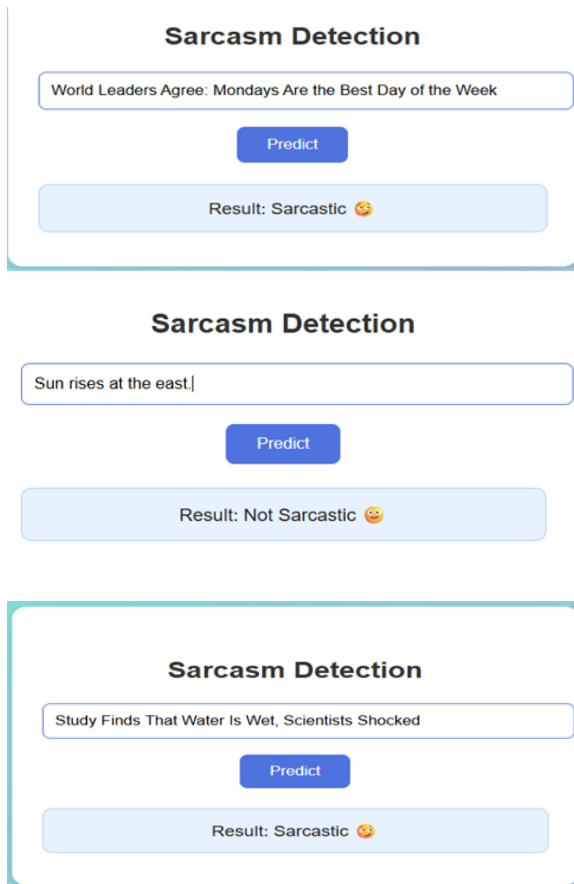 Sarcasm Detection
World Leaders Agree: Mondays Are the Best Day of the Week
Predict
Result: Sarcastic 🤪
Sarcasm Detection
Sun rises at the east.
Predict
Result: Not Sarcastic 😀
Sarcasm Detection
Study Finds That Water Is Wet, Scientists Shocked
Predict
Result: Sarcastic 🤪